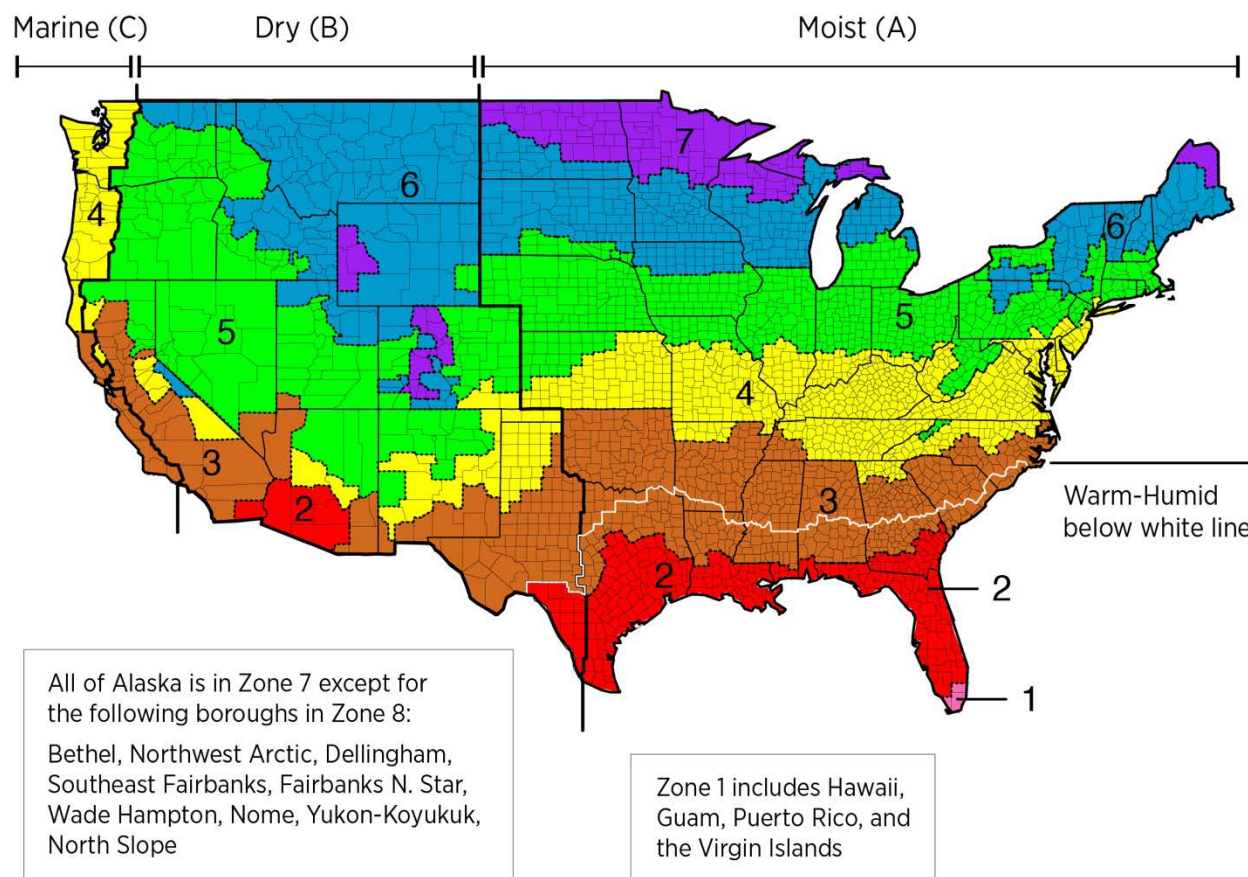 Marine (C)
Dry (B)
Moist (A)
7
6
4
6
5
5
4
3
3
2
2
Warm-Humid
below white line
2
1
All of Alaska is in Zone 7 except for
the following boroughs in Zone 8:
Bethel, Northwest Arctic, Dellingham,
Southeast Fairbanks, Fairbanks N. Star,
Wade Hampton, Nome, Yukon-Koyukuk,
North Slope
Zone 1 includes Hawaii,
Guam, Puerto Rico, and
the Virgin Islands